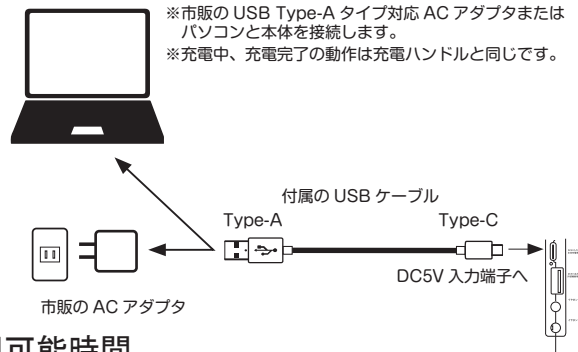 ※市販の USB Type-A タイプ対応 AC アダプタまたは
パソコンと本体を接続します。
※充電中、充電完了の動作は充電ハンドルと同じです。
付属の USB ケーブル
Type-A
Type-C
DC5V 入力端子へ
市販の AC アダプタ
可能時間